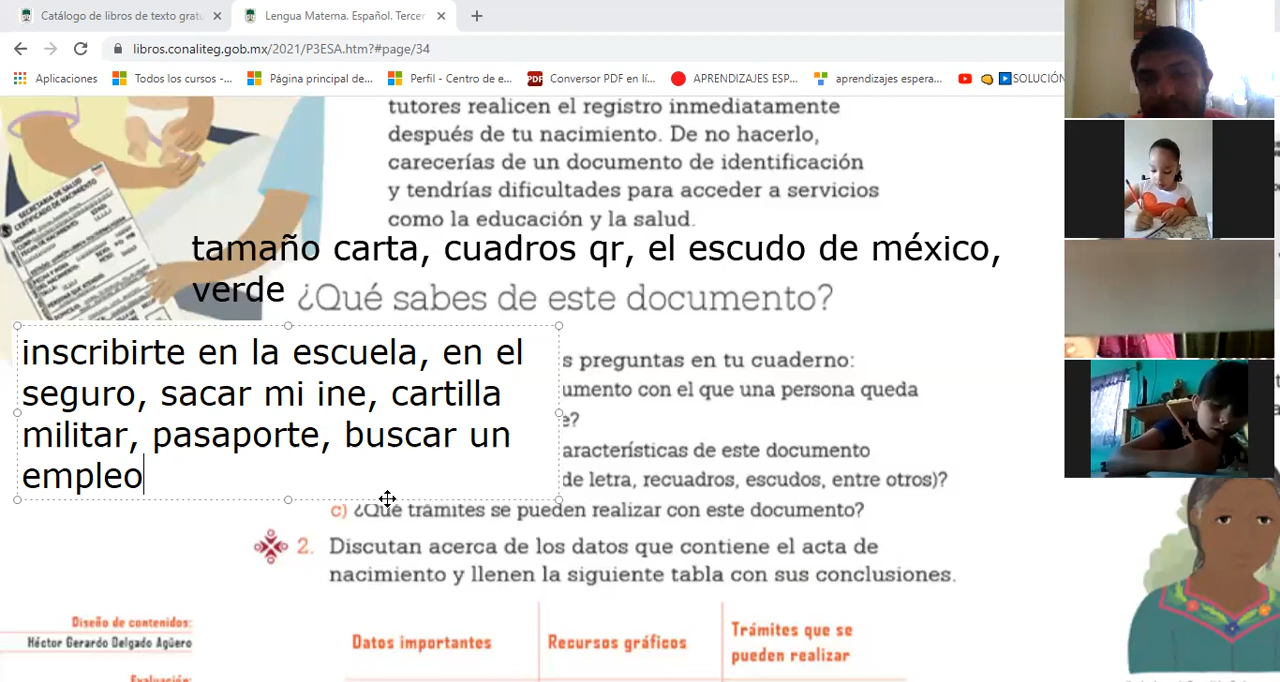 Catálogo de libros de texto grat
Lengua Materna. Español. Tercer
libros.conaliteg.gob.mx/2021/P3ESA.htm?#page/34
Aplicaciones
Todos los cursos -...
Página principal de...
Perfil - Centro de e...
PDF
Conversor PDF en lí...
APRENDIZAJES ESP...
aprendizajes espera...
SOLUCIÓN
tutores realicen el registro inmediatamente
después de tu nacimiento. De no hacerlo,
carecerías de un documento de identificación
y tendrías dificultades para acceder a servicios
como la educación y la salud.
SECRETARÍA DE SALUD
CERTIFICADO DE NACIMIENTO
tamaño carta, cuadros qr, el escudo de méxico,
verde
¿Qué sabes de este documento?
inscribirte en la escuela, en el
seguro, sacar mi ine, cartilla
militar, pasaporte, buscar un
empleo
s preguntas en tu cuaderno:
umento con el que una persona queda
e?
aracterísticas de este documento
de letra, recuadros, escudos, entre otros)?
c) ¿Qué trámites se pueden realizar con este documento?
2. Discutan acerca de los datos que contiene el acta de
nacimiento y llenen la siguiente tabla con sus conclusiones.
Diseño de contenidos:
Héctor Gerardo Delgado Agüero
Evaluación:
Datos importantes
Recursos gráficos
Trámites que se
pueden realizar